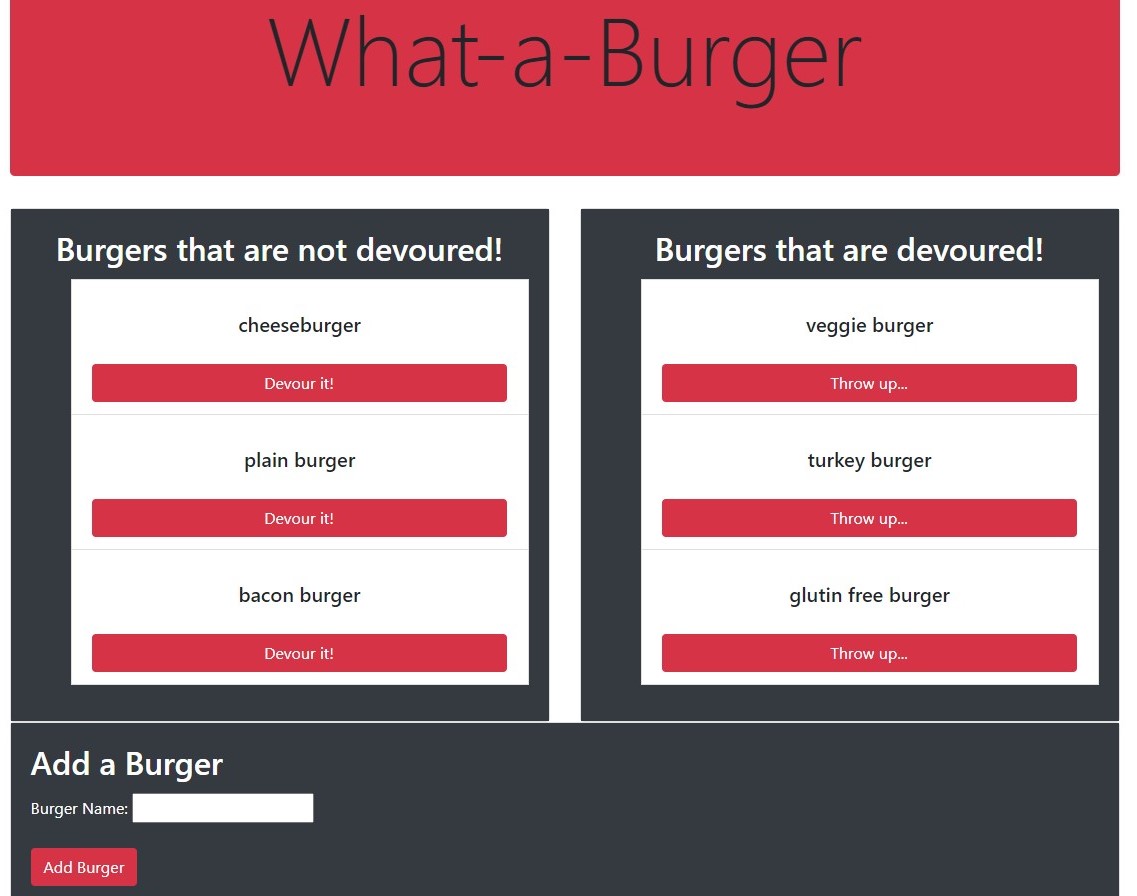 What-a-Burger
Burgers that are not devoured!
cheeseburger
Devour it!
plain burger
Devour it!
bacon burger
Devour it!
Burgers that are devoured!
veggie burger
Throw up...
turkey burger
Throw up...
glutin free burger
Throw up...
Add a Burger
Burger Name:
Add Burger